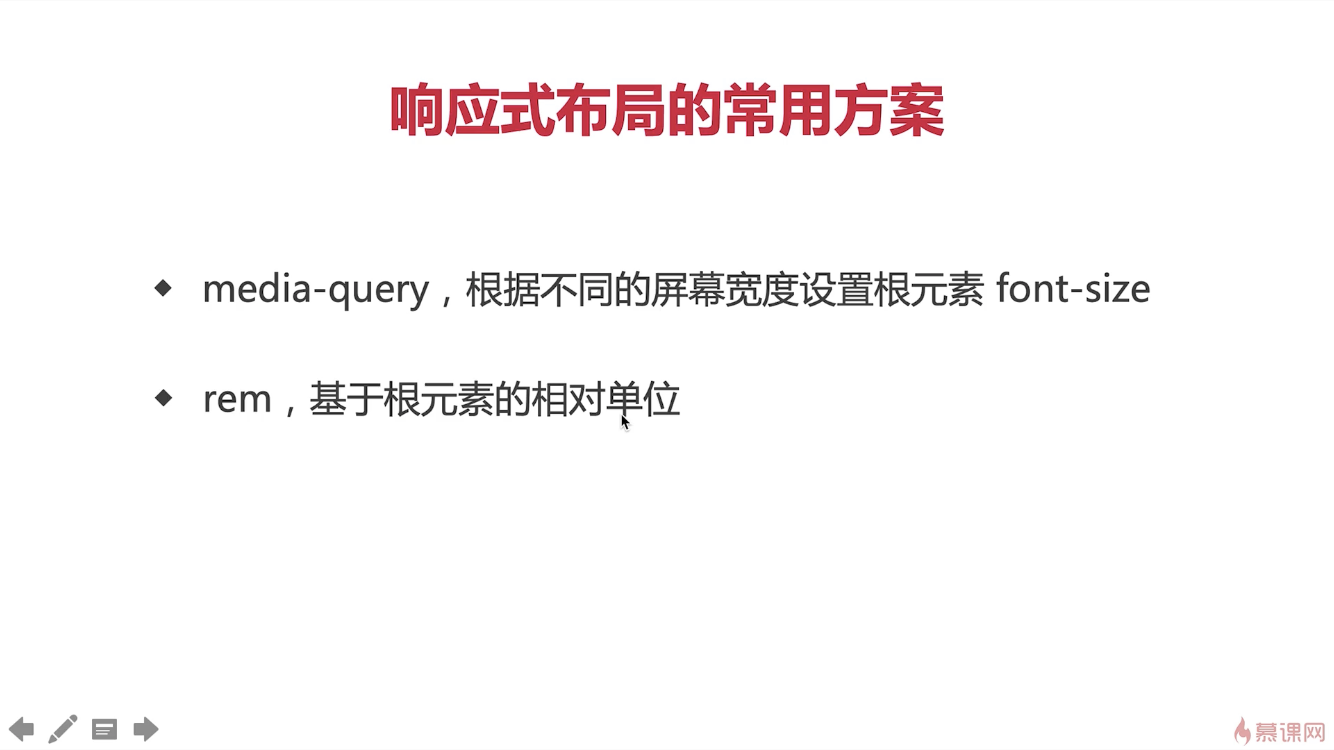 响应式布局的常用方案
◆ media-query，根据不同的屏幕宽度设置根元素 font-size
◆ rem，基于根元素的相对单位
慕课网